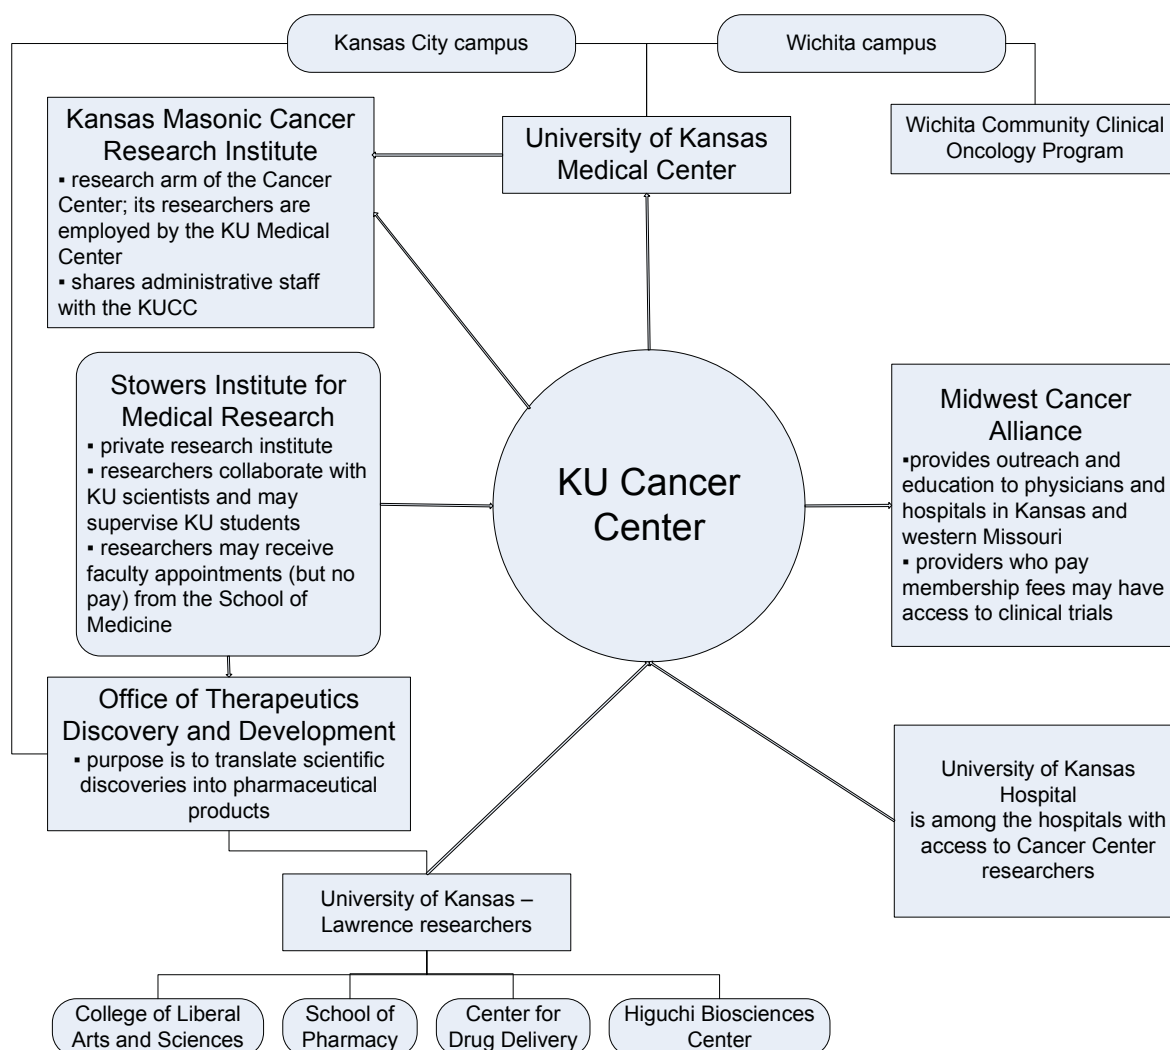 Kansas City campus
Wichita campus
Kansas Masonic Cancer
Research Institute
▪ research arm of the Cancer
Center; its researchers are
employed by the KU Medical
Center
▪ shares administrative staff
with the KUCC
University of Kansas
Medical Center
Wichita Community Clinical
Oncology Program
Stowers Institute for
Medical Research
▪ private research institute
▪ researchers collaborate with
KU scientists and may
supervise KU students
▪ researchers may receive
faculty appointments (but no
pay) from the School of
Medicine
KU Cancer
Center
Midwest Cancer
Alliance
▪provides outreach and
education to physicians and
hospitals in Kansas and
western Missouri
▪ providers who pay
membership fees may have
access to clinical trials
Office of Therapeutics
Discovery and Development
▪ purpose is to translate scientific
discoveries into pharmaceutical
products
University of Kansas
Hospital
is among the hospitals with
access to Cancer Center
researchers
University of Kansas –
Lawrence researchers
College of Liberal
Arts and Sciences
School of
Pharmacy
Center for
Drug Delivery
Higuchi Biosciences
Center